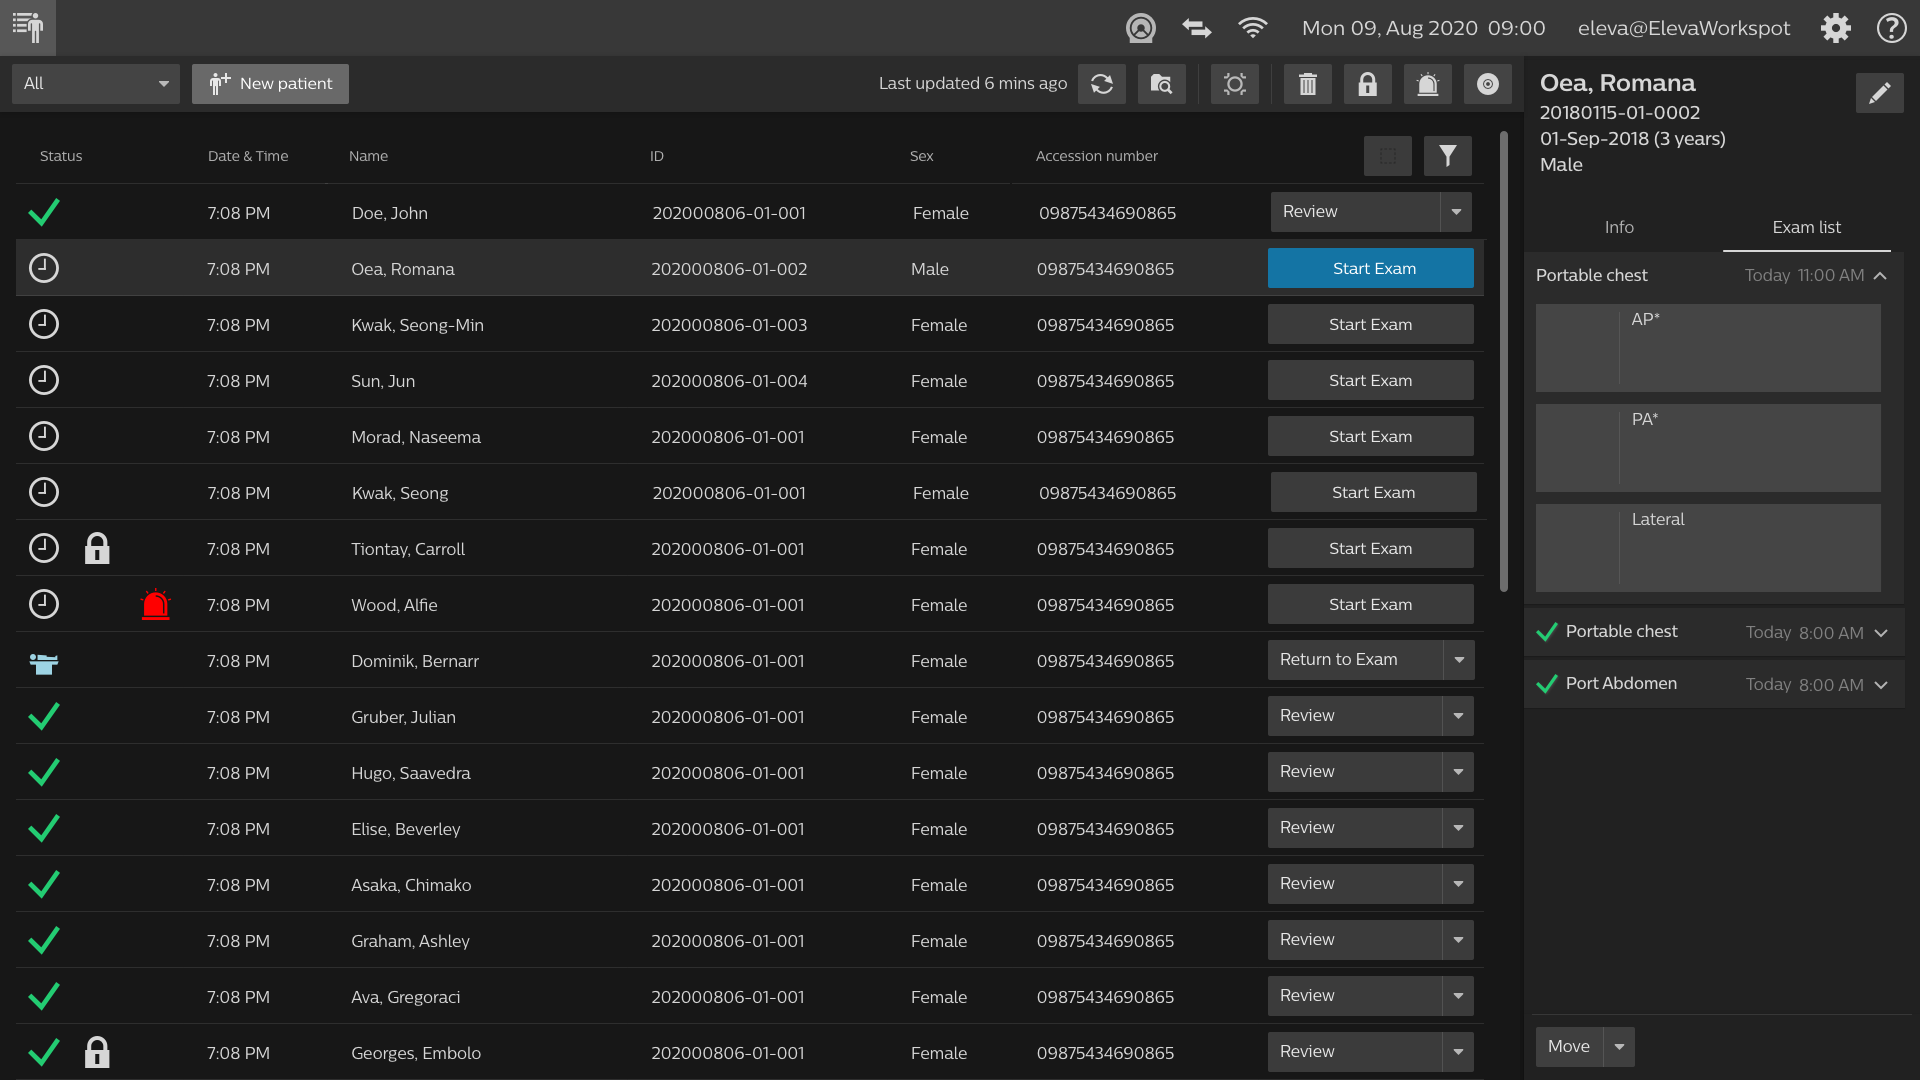 Mon 09, Aug 2020 09:00 eleva@ElevaWorkspot
All New patient Last updated 6 mins ago
Status Date & Time Name ID Sex Accession number
7:08 PM Doe, John 202000806-01-001 Female 09875434690865 Review
7:08 PM Oea, Romana 202000806-01-002 Male 09875434690865 Start Exam
7:08 PM Kwak, Seong-Min 202000806-01-003 Female 09875434690865 Start Exam
7:08 PM Sun, Jun 202000806-01-004 Female 09875434690865 Start Exam
7:08 PM Morad, Naseema 202000806-01-001 Female 09875434690865 Start Exam
7:08 PM Kwak, Seong 202000806-01-001 Female 09875434690865 Start Exam
7:08 PM Tiontay, Carroll 202000806-01-001 Female 09875434690865 Start Exam
7:08 PM Wood, Alfie 202000806-01-001 Female 09875434690865 Start Exam
7:08 PM Dominik, Bernarr 202000806-01-001 Female 09875434690865 Return to Exam
7:08 PM Gruber, Julian 202000806-01-001 Female 09875434690865 Review
7:08 PM Hugo, Saavedra 202000806-01-001 Female 09875434690865 Review
7:08 PM Elise, Beverley 202000806-01-001 Female 09875434690865 Review
7:08 PM Asaka, Chimako 202000806-01-001 Female 09875434690865 Review
7:08 PM Graham, Ashley 202000806-01-001 Female 09875434690865 Review
7:08 PM Ava, Gregoraci 202000806-01-001 Female 09875434690865 Review
7:08 PM Georges, Embolo 202000806-01-001 Female 09875434690865 Review
Oea, Romana
20180115-01-0002
01-Sep-2018 (3 years)
Male
Info Exam list
Portable chest Today 11:00 AM
AP*
PA*
Lateral
Portable chest Today 8:00 AM
Port Abdomen Today 8:00 AM
Move